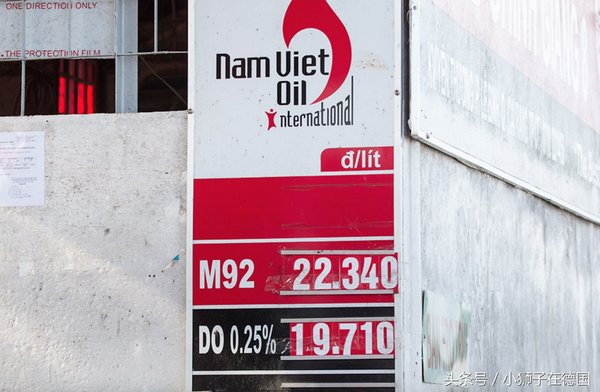 ONE DIRECTION ONLY
THE PROTECTION FILM
Nam Viet
Oil
international
đ/lít
M92 22.340
DO 0.25% 19.710
头条号 / 小狮子在德国